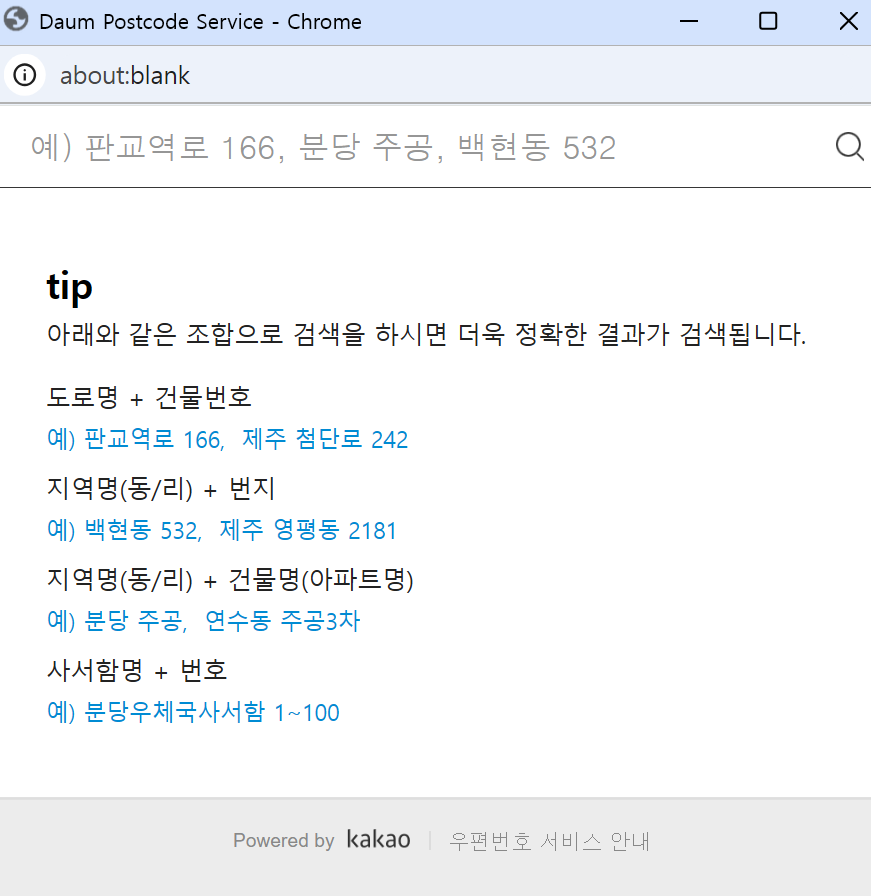 Daum Postcode Service - Chrome
about:blank
예) 판교역로 166, 분당 주공, 백현동 532
tip
아래와 같은 조합으로 검색을 하시면 더욱 정확한 결과가 검색됩니다.
도로명 + 건물번호
예) 판교역로 166, 제주 첨단로 242
지역명(동/리) + 번지
예) 백현동 532, 제주 영평동 2181
지역명(동/리) + 건물명(아파트명)
예) 분당 주공, 연수동 주공3차
사서함명 + 번호
예) 분당우체국사서함 1~100
Powered by kakao | 우편번호 서비스 안내